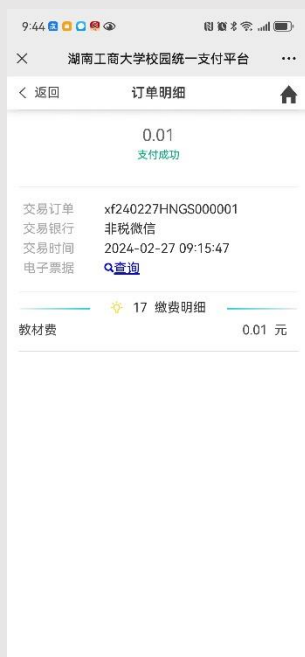 9:44
湖南工商大学校园统一支付平台
返回
订单明细
0.01
支付成功
交易订单 xf240227HNGS000001
交易银行 非税微信
交易时间 2024-02-27 09:15:47
电子票据 查询
17 缴费明细
教材费 0.01 元